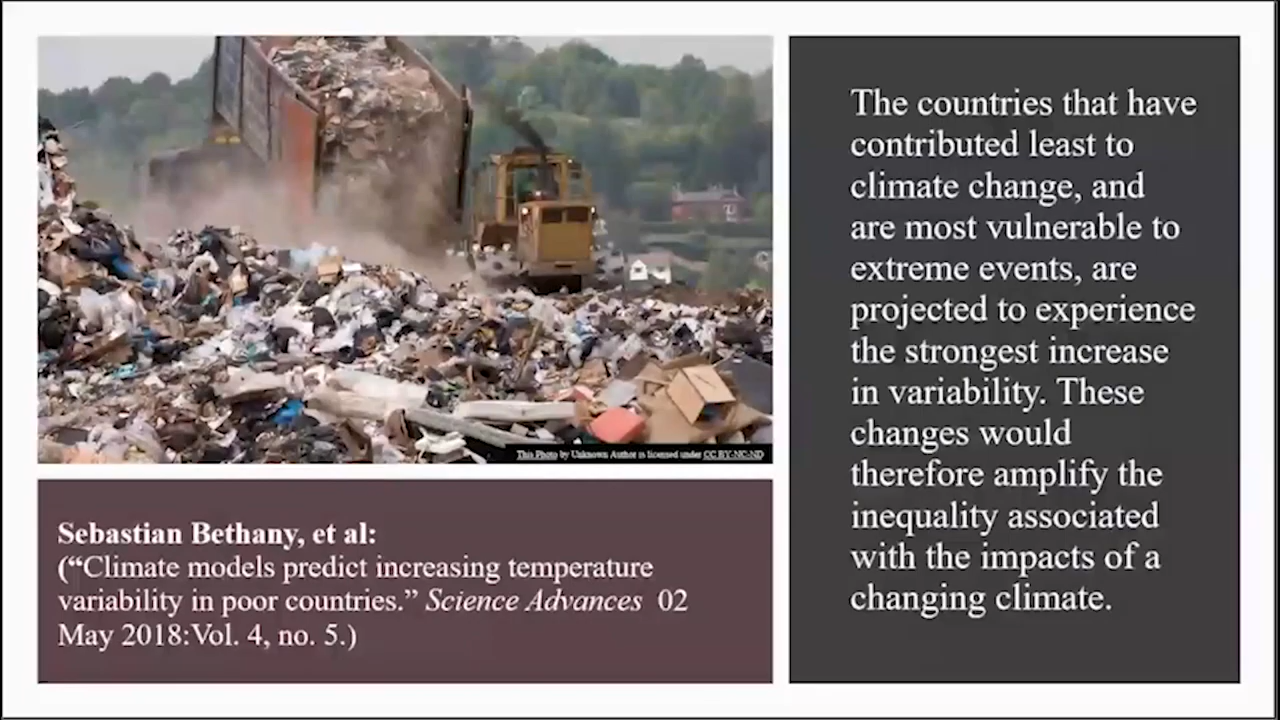 This Photo by Unknown Author is licensed under CC BY-NC-ND
Sebastian Bethany, et al:
(“Climate models predict increasing temperature
variability in poor countries.” Science Advances 02
May 2018:Vol. 4, no. 5.)
The countries that have
contributed least to
climate change, and
are most vulnerable to
extreme events, are
projected to experience
the strongest increase
in variability. These
changes would
therefore amplify the
inequality associated
with the impacts of a
changing climate.